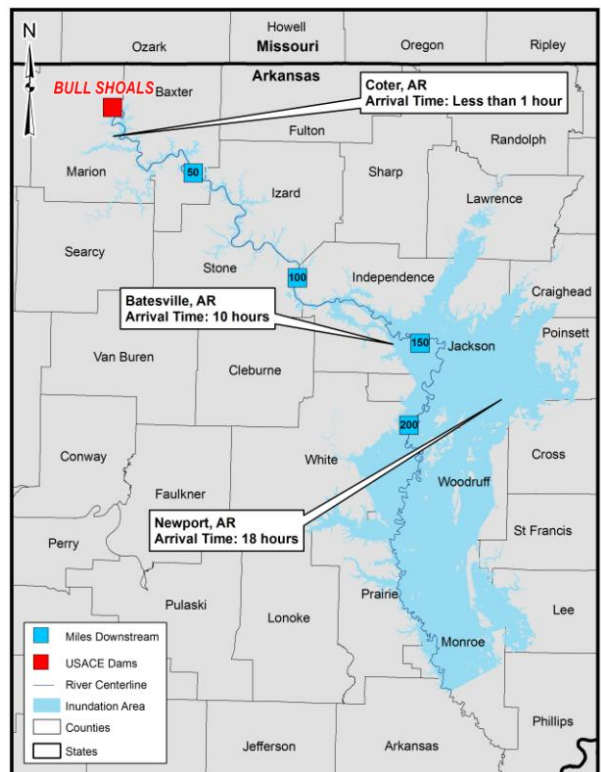 N
Howell
Ozark
Missouri
Oregon
Ripley
Arkansas
BULL SHOALS
Baxter
Coter, AR
Arrival Time: Less than 1 hour
Fulton
Randolph
Sharp
Marion
50
Izard
Lawrence
Searcy
Stone
100
Independence
Craighead
Batesville, AR
Arrival Time: 10 hours
150
Jackson
Poinsett
Van Buren
Cleburne
200
White
Cross
Conway
Woodruff
Faulkner
Newport, AR
Arrival Time: 18 hours
St Francis
Perry
Pulaski
Lonoke
Prairie
Lee
Monroe
Miles Downstream
USACE Dams
River Centerline
Inundation Area
Counties
States
Phillips
Jefferson
Arkansas